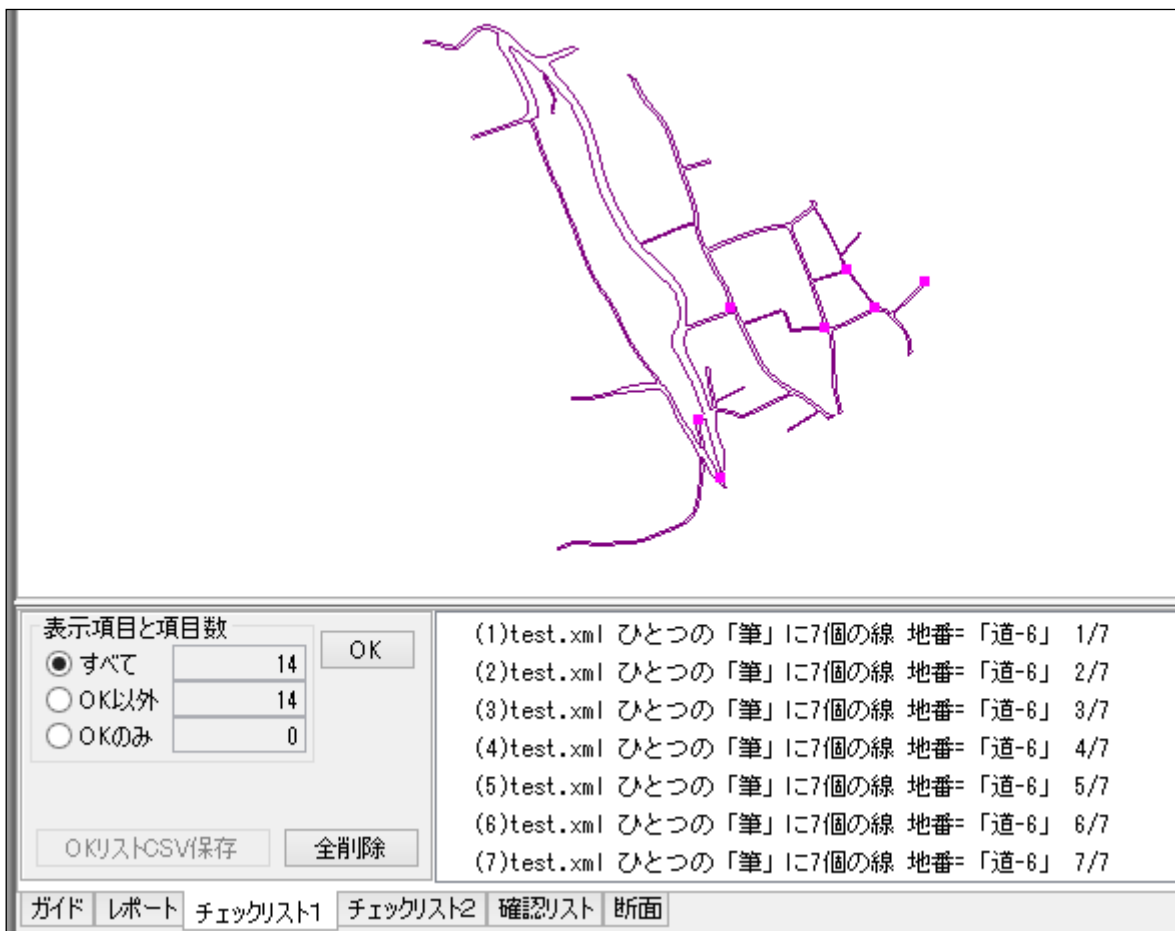 表示項目と項目数
すべて 14
OK以外 14
OKのみ 0
OK
OKリストCSV保存
全削除
(1)test.xml ひとつの「筆」に7個の線 地番=「道-6」 1/7
(2)test.xml ひとつの「筆」に7個の線 地番=「道-6」 2/7
(3)test.xml ひとつの「筆」に7個の線 地番=「道-6」 3/7
(4)test.xml ひとつの「筆」に7個の線 地番=「道-6」 4/7
(5)test.xml ひとつの「筆」に7個の線 地番=「道-6」 5/7
(6)test.xml ひとつの「筆」に7個の線 地番=「道-6」 6/7
(7)test.xml ひとつの「筆」に7個の線 地番=「道-6」 7/7
ガイド レポート チェックリスト1 チェックリスト2 確認リスト 断面